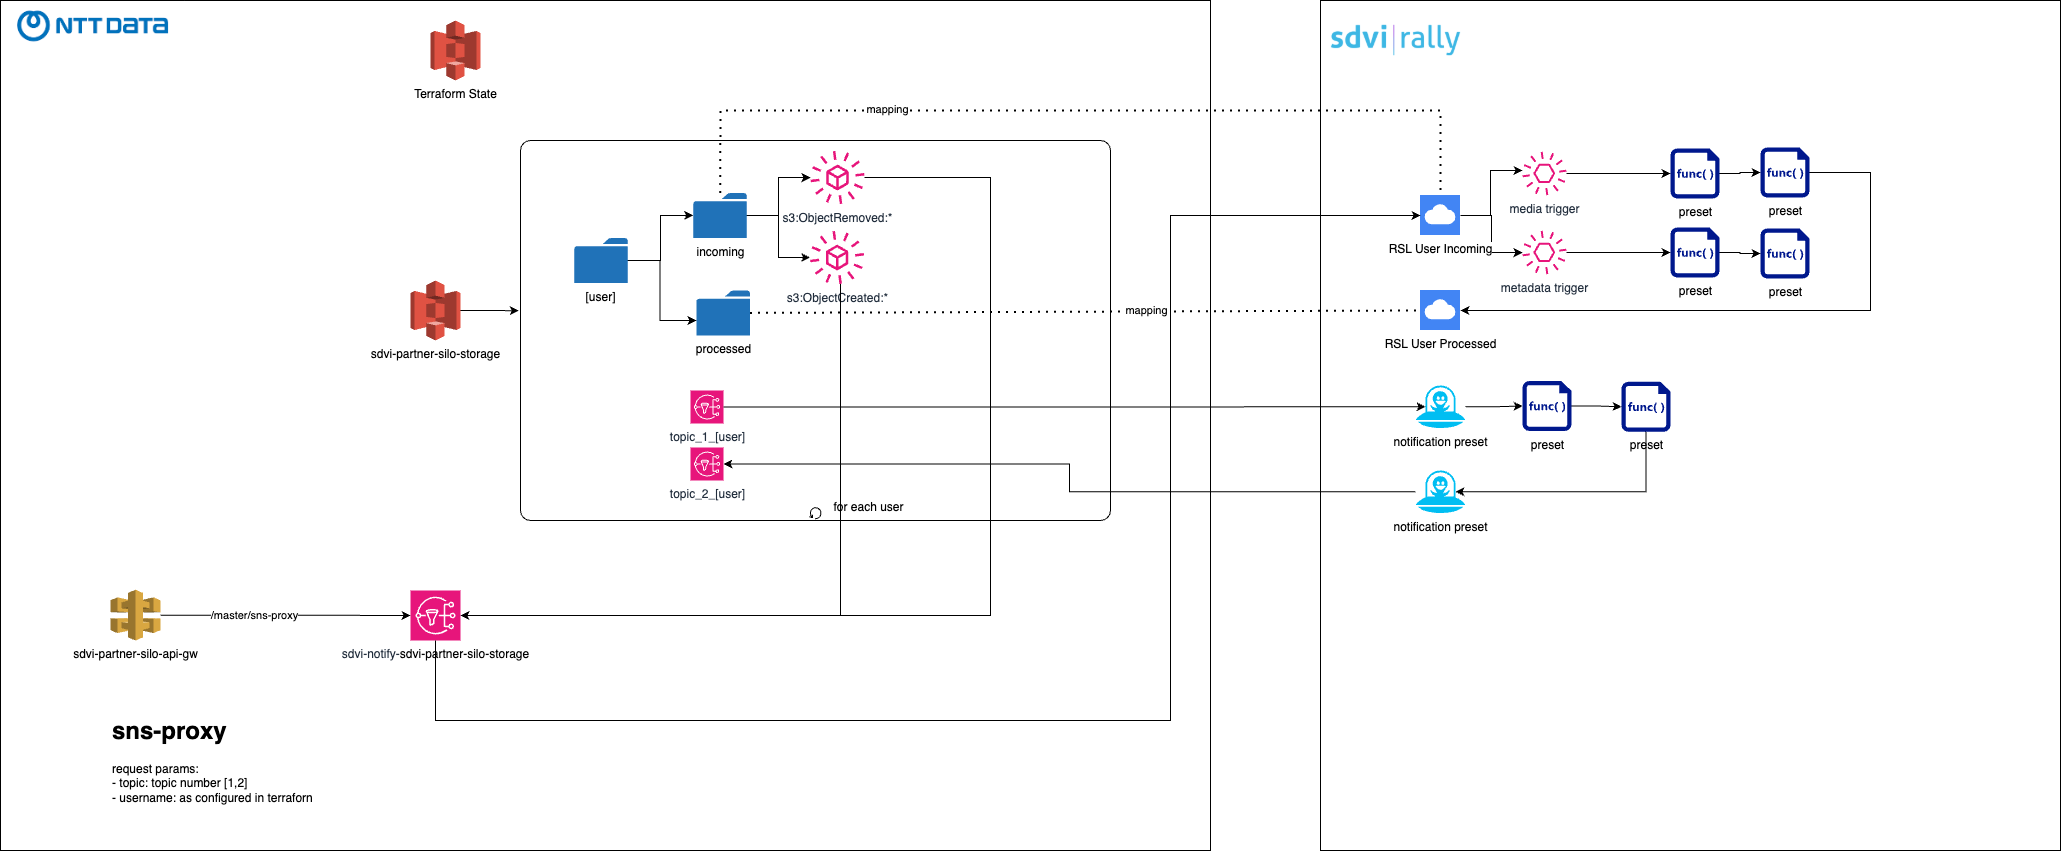 NTT DATA
sdvi|rally
Terraform State
mapping
s3:ObjectRemoved:*
incoming
[user]
s3:ObjectCreated:*
processed
sdvi-partner-silo-storage
topic_1_[user]
topic_2_[user]
for each user
mapping
RSL User Incoming
media trigger
func( )
preset
func( )
preset
metadata trigger
func( )
preset
func( )
preset
RSL User Processed
notification preset
func( )
preset
func( )
preset
notification preset
/master/sns-proxy
sdvi-partner-silo-api-gw
sdvi-notify-sdvi-partner-silo-storage
sns-proxy
request params:
- topic: topic number [1,2]
- username: as configured in terraforn